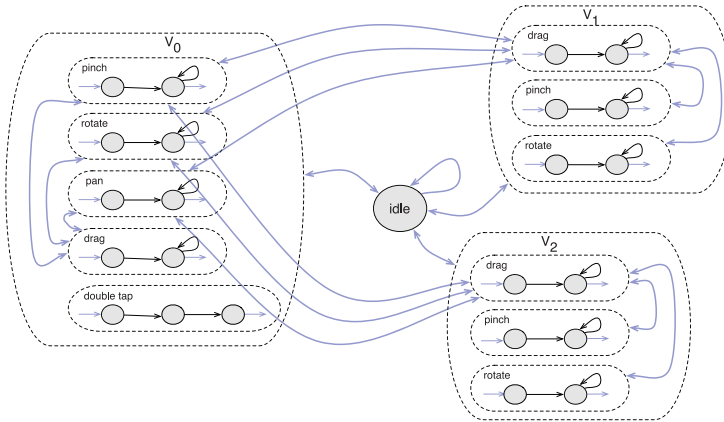 V0
pinch
rotate
pan
drag
double tap
idle
V1
drag
pinch
rotate
V2
drag
pinch
rotate